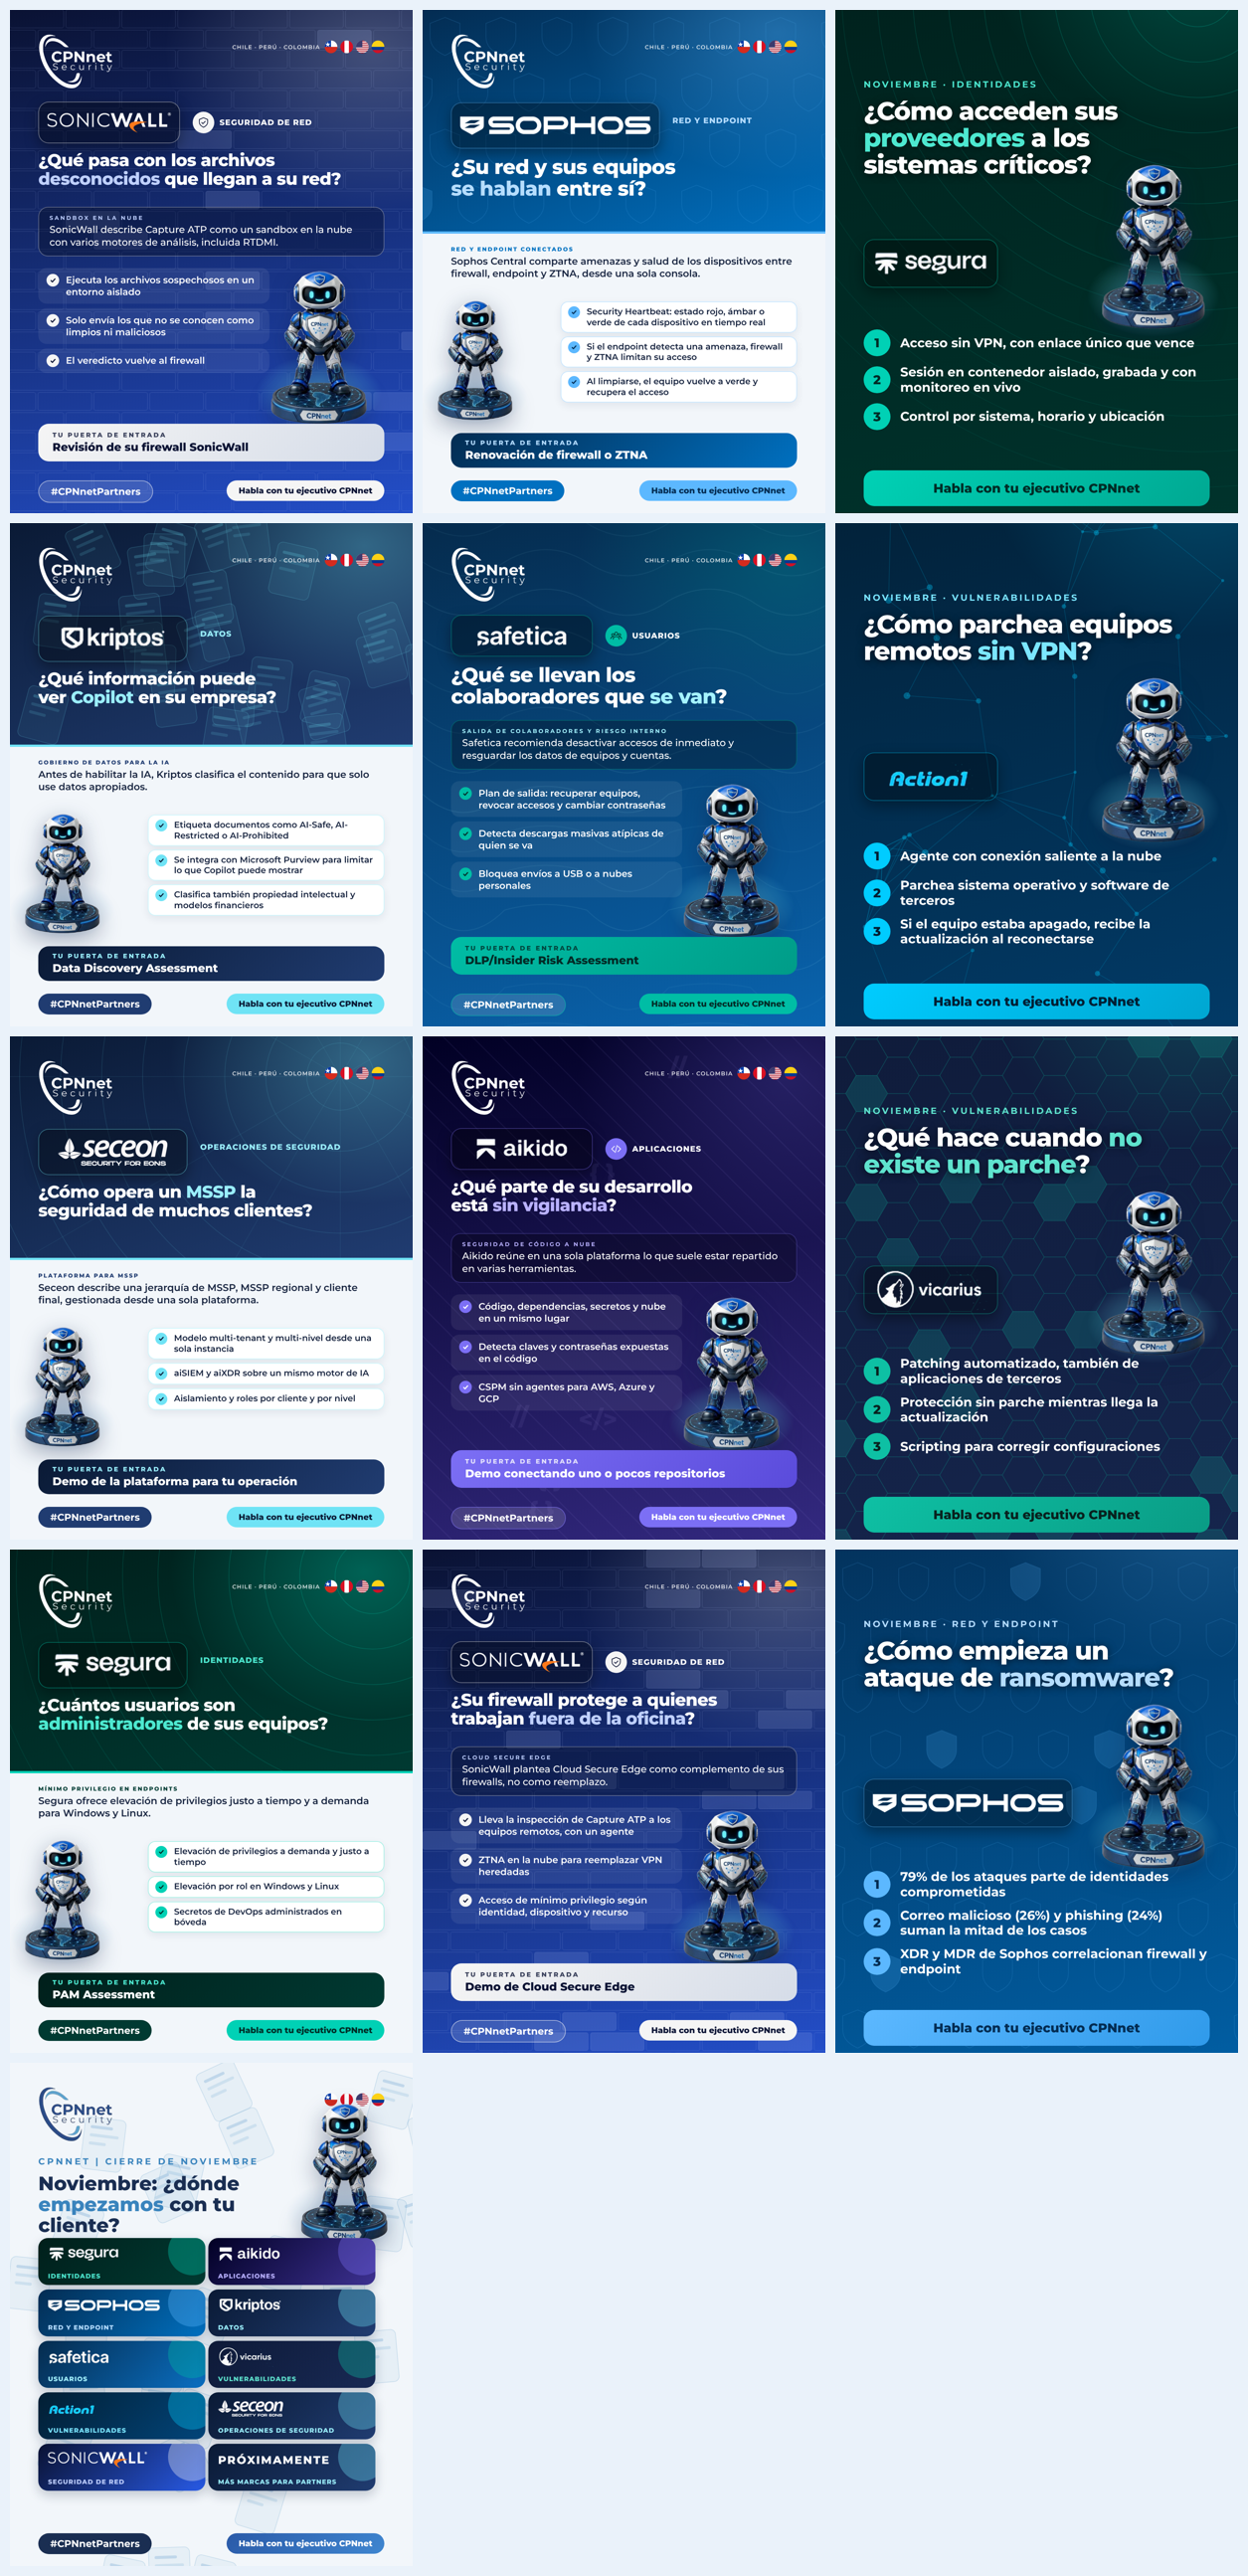 CPNnet
Security
CHILE · PERÚ · COLOMBIA
SONICWALL
SEGURIDAD DE RED
¿Qué pasa con los archivos
desconocidos que llegan a su red?
SANDBOX EN LA NUBE
SonicWall describe Capture ATP como un sandbox en la nube
con varios motores de análisis, incluida RTDMI.
Ejecuta los archivos sospechosos en un
entorno aislado
Solo envía los que no se conocen como
limpios ni maliciosos
El veredicto vuelve al firewall
CPNnet
CPNnet
TU PUERTA DE ENTRADA
Revisión de su firewall SonicWall
#CPNnetPartners
Habla con tu ejecutivo CPNnet
CPNnet
Security
CHILE · PERÚ · COLOMBIA
SOPHOS
RED Y ENDPOINT
¿Su red y sus equipos
se hablan entre sí?
RED Y ENDPOINT CONECTADOS
Sophos Central comparte amenazas y salud de los dispositivos entre
firewall, endpoint y ZTNA, desde una sola consola.
Security Heartbeat: estado rojo, ámbar o
verde de cada dispositivo en tiempo real
Si el endpoint detecta una amenaza, firewall
y ZTNA limitan su acceso
Al limpiarse, el equipo vuelve a verde y
recupera el acceso
CPNnet
CPNnet
TU PUERTA DE ENTRADA
Renovación de firewall o ZTNA
#CPNnetPartners
Habla con tu ejecutivo CPNnet
NOVIEMBRE · IDENTIDADES
¿Cómo acceden sus
proveedores a los
sistemas críticos?
segura
CPNnet
CPNnet
1 Acceso sin VPN, con enlace único que vence
2 Sesión en contenedor aislado, grabada y con
monitoreo en vivo
3 Control por sistema, horario y ubicación
Habla con tu ejecutivo CPNnet
CPNnet
Security
CHILE · PERÚ · COLOMBIA
kriptos
DATOS
¿Qué información puede
ver Copilot en su empresa?
GOBIERNO DE DATOS PARA LA IA
Antes de habilitar la IA, Kriptos clasifica el contenido para que solo
use datos apropiados.
Etiqueta documentos como AI-Safe, AI-
Restricted o AI-Prohibited
Se integra con Microsoft Purview para limitar
lo que Copilot puede mostrar
Clasifica también propiedad intelectual y
modelos financieros
CPNnet
CPNnet
TU PUERTA DE ENTRADA
Data Discovery Assessment
#CPNnetPartners
Habla con tu ejecutivo CPNnet
CPNnet
Security
CHILE · PERÚ · COLOMBIA
safetica
USUARIOS
¿Qué se llevan los
colaboradores que se van?
SALIDA DE COLABORADORES Y RIESGO INTERNO
Safetica recomienda desactivar accesos de inmediato y
resguardar los datos de equipos y cuentas.
Plan de salida: recuperar equipos,
revocar accesos y cambiar contraseñas
Detecta descargas masivas atípicas de
quien se va
Bloquea envíos a USB o a nubes
personales
CPNnet
CPNnet
TU PUERTA DE ENTRADA
DLP/Insider Risk Assessment
#CPNnetPartners
Habla con tu ejecutivo CPNnet
NOVIEMBRE · VULNERABILIDADES
¿Cómo parchea equipos
remotos sin VPN?
Action1
CPNnet
CPNnet
1 Agente con conexión saliente a la nube
2 Parchea sistema operativo y software de
terceros
3 Si el equipo estaba apagado, recibe la
actualización al reconectarse
Habla con tu ejecutivo CPNnet
CPNnet
Security
CHILE · PERÚ · COLOMBIA
seceon
SECURITY FOR EONS
OPERACIONES DE SEGURIDAD
¿Cómo opera un MSSP la
seguridad de muchos clientes?
PLATAFORMA PARA MSSP
Seceon describe una jerarquía de MSSP, MSSP regional y cliente
final, gestionada desde una sola plataforma.
Modelo multi-tenant y multi-nivel desde una
sola instancia
aiSIEM y aiXDR sobre un mismo motor de IA
Aislamiento y roles por cliente y por nivel
CPNnet
CPNnet
TU PUERTA DE ENTRADA
Demo de la plataforma para tu operación
#CPNnetPartners
Habla con tu ejecutivo CPNnet
CPNnet
Security
CHILE · PERÚ · COLOMBIA
aikido
</> APLICACIONES
¿Qué parte de su desarrollo
está sin vigilancia?
SEGURIDAD DE CÓDIGO A NUBE
Aikido reúne en una sola plataforma lo que suele estar repartido
en varias herramientas.
Código, dependencias, secretos y nube
en un mismo lugar
Detecta claves y contraseñas expuestas
en el código
CSPM sin agentes para AWS, Azure y
GCP
CPNnet
CPNnet
TU PUERTA DE ENTRADA
Demo conectando uno o pocos repositorios
#CPNnetPartners
Habla con tu ejecutivo CPNnet
NOVIEMBRE · VULNERABILIDADES
¿Qué hace cuando no
existe un parche?
vicarius
CPNnet
CPNnet
1 Patching automatizado, también de
aplicaciones de terceros
2 Protección sin parche mientras llega la
actualización
3 Scripting para corregir configuraciones
Habla con tu ejecutivo CPNnet
CPNnet
Security
CHILE · PERÚ · COLOMBIA
segura
IDENTIDADES
¿Cuántos usuarios son
administradores de sus equipos?
MÍNIMO PRIVILEGIO EN ENDPOINTS
Segura ofrece elevación de privilegios justo a tiempo y a demanda
para Windows y Linux.
Elevación de privilegios a demanda y justo a
tiempo
Elevación por rol en Windows y Linux
Secretos de DevOps administrados en
bóveda
CPNnet
CPNnet
TU PUERTA DE ENTRADA
PAM Assessment
#CPNnetPartners
Habla con tu ejecutivo CPNnet
CPNnet
Security
CHILE · PERÚ · COLOMBIA
SONICWALL
SEGURIDAD DE RED
¿Su firewall protege a quienes
trabajan fuera de la oficina?
CLOUD SECURE EDGE
SonicWall plantea Cloud Secure Edge como complemento de sus
firewalls, no como reemplazo.
Lleva la inspección de Capture ATP a los
equipos remotos, con un agente
ZTNA en la nube para reemplazar VPN
heredadas
Acceso de mínimo privilegio según
identidad, dispositivo y recurso
CPNnet
CPNnet
TU PUERTA DE ENTRADA
Demo de Cloud Secure Edge
#CPNnetPartners
Habla con tu ejecutivo CPNnet
NOVIEMBRE · RED Y ENDPOINT
¿Cómo empieza un
ataque de ransomware?
SOPHOS
CPNnet
CPNnet
1 79% de los ataques parte de identidades
comprometidas
2 Correo malicioso (26%) y phishing (24%)
suman la mitad de los casos
3 XDR y MDR de Sophos correlacionan firewall y
endpoint
Habla con tu ejecutivo CPNnet
CPNnet
Security
CPNNET | CIERRE DE NOVIEMBRE
Noviembre: ¿dónde
empezamos con tu
cliente?
CPNnet
CPNnet
segura
IDENTIDADES
aikido
APLICACIONES
SOPHOS
RED Y ENDPOINT
kriptos
DATOS
safetica
USUARIOS
vicarius
VULNERABILIDADES
Action1
VULNERABILIDADES
seceon
SECURITY FOR EONS
OPERACIONES DE SEGURIDAD
SONICWALL
SEGURIDAD DE RED
PRÓXIMAMENTE
MÁS MARCAS PARA PARTNERS
#CPNnetPartners
Habla con tu ejecutivo CPNnet